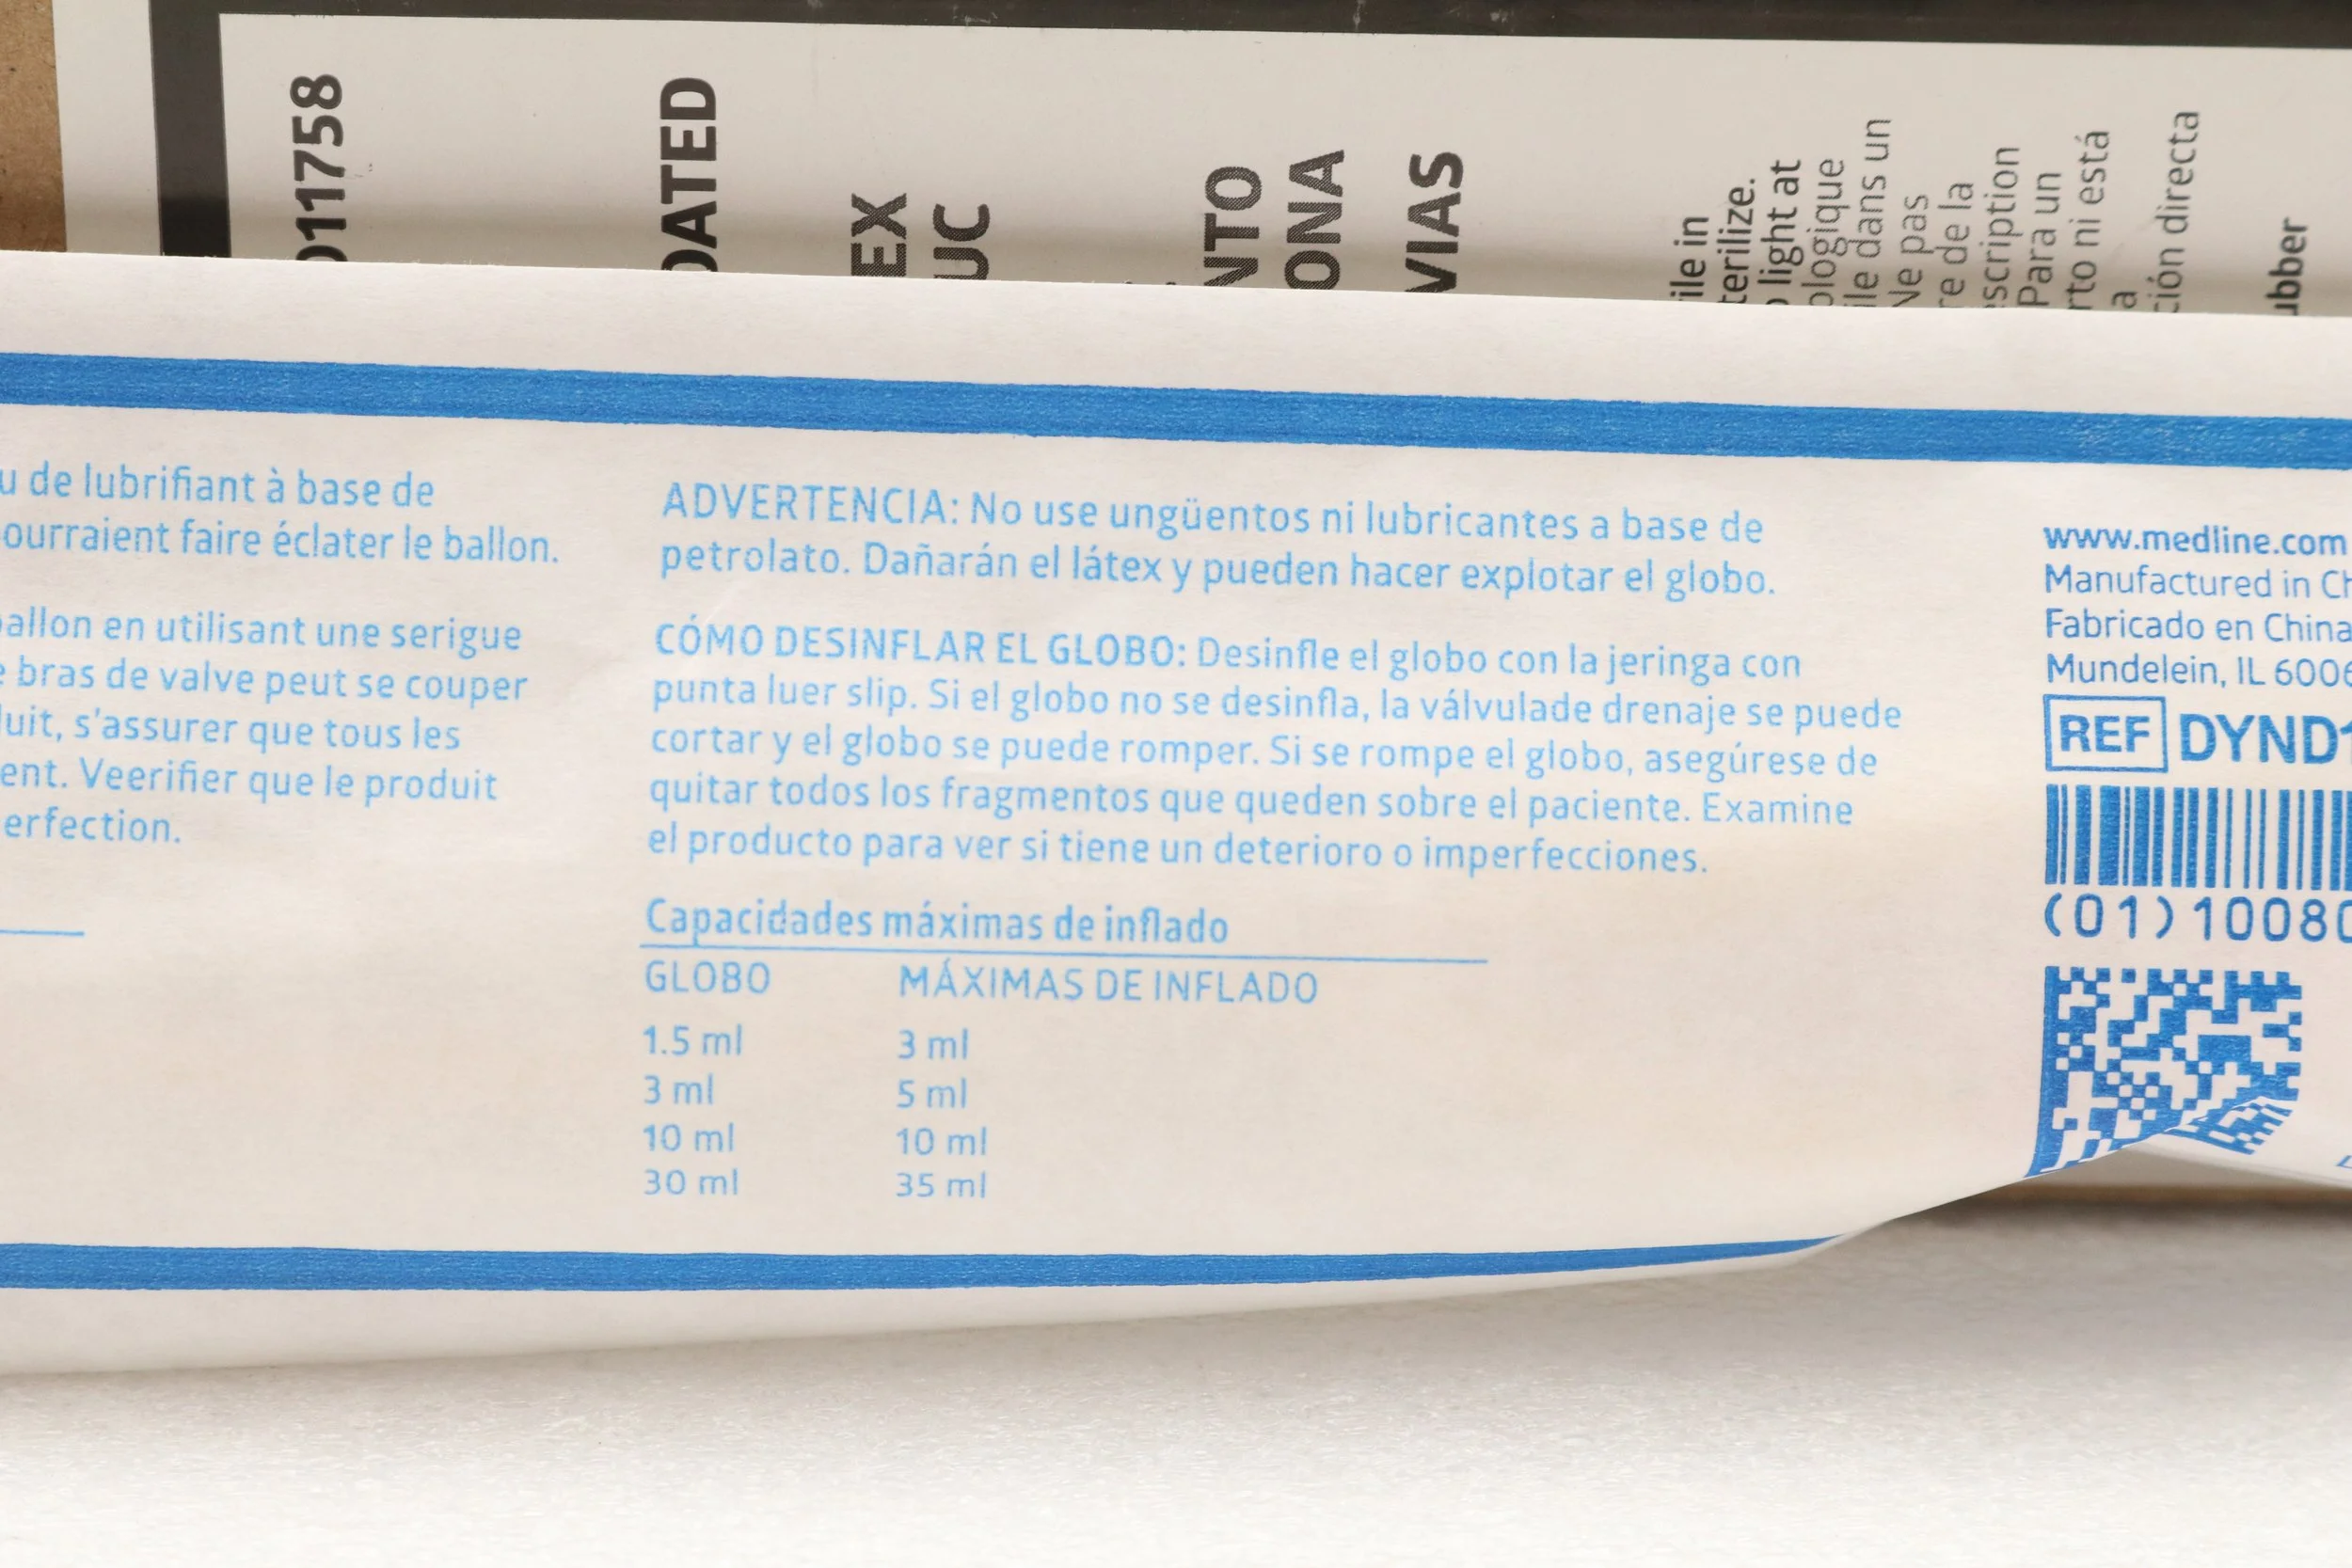 11758
OATED
EX
UC
NTO
ONA
VIAS
ile in
terilize.
light at
ologique
ile dans un
Ne pas
re de la
scription
Para un
rto ni está
a
ción directa
ubber
u de lubrifiant à base de
ourraient faire éclater le ballon.
allon en utilisant une serigue
e bras de valve peut se couper
uit, s'assurer que tous les
ent. Veerifier que le produit
erfection.
ADVERTENCIA: No use ungüentos ni lubricantes a base de
petrolato. Dañarán el látex y pueden hacer explotar el globo.
CÓMO DESINFLAR EL GLOBO: Desinfle el globo con la jeringa con
punta luer slip. Si el globo no se desinfla, la válvulade drenaje se puede
cortar y el globo se puede romper. Si se rompe el globo, asegúrese de
quitar todos los fragmentos que queden sobre el paciente. Examine
el producto para ver si tiene un deterioro o imperfecciones.
Capacidades máximas de inflado
GLOBO MÁXIMAS DE INFLADO
1.5 ml 3 ml
3 ml 5 ml
10 ml 10 ml
30 ml 35 ml
www.medline.com
Manufactured in Ch
Fabricado en China
Mundelein, IL 6006
REF DYND1
(01)10080